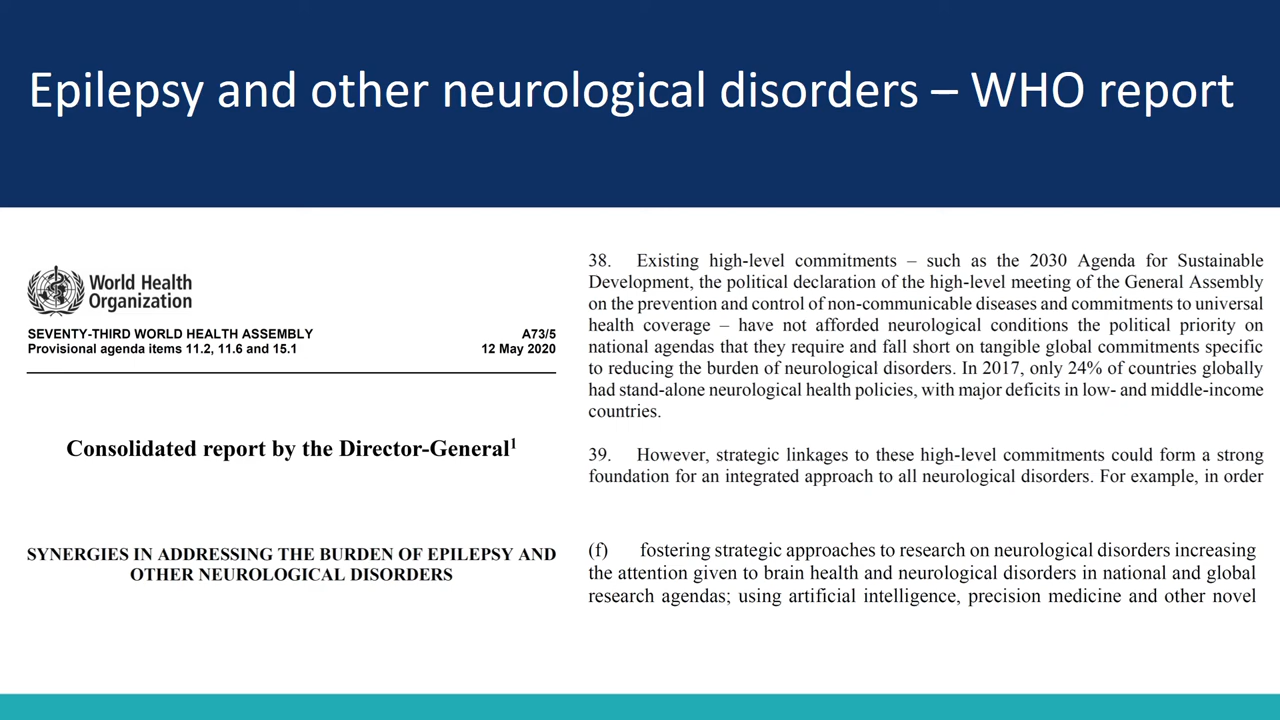 Epilepsy and other neurological disorders – WHO report
World Health
Organization
SEVENTY-THIRD WORLD HEALTH ASSEMBLY A73/5
Provisional agenda items 11.2, 11.6 and 15.1 12 May 2020
Consolidated report by the Director-General¹
SYNERGIES IN ADDRESSING THE BURDEN OF EPILEPSY AND
OTHER NEUROLOGICAL DISORDERS
38. Existing high-level commitments – such as the 2030 Agenda for Sustainable
Development, the political declaration of the high-level meeting of the General Assembly
on the prevention and control of non-communicable diseases and commitments to universal
health coverage – have not afforded neurological conditions the political priority on
national agendas that they require and fall short on tangible global commitments specific
to reducing the burden of neurological disorders. In 2017, only 24% of countries globally
had stand-alone neurological health policies, with major deficits in low- and middle-income
countries.
39. However, strategic linkages to these high-level commitments could form a strong
foundation for an integrated approach to all neurological disorders. For example, in order
(f) fostering strategic approaches to research on neurological disorders increasing
the attention given to brain health and neurological disorders in national and global
research agendas; using artificial intelligence, precision medicine and other novel